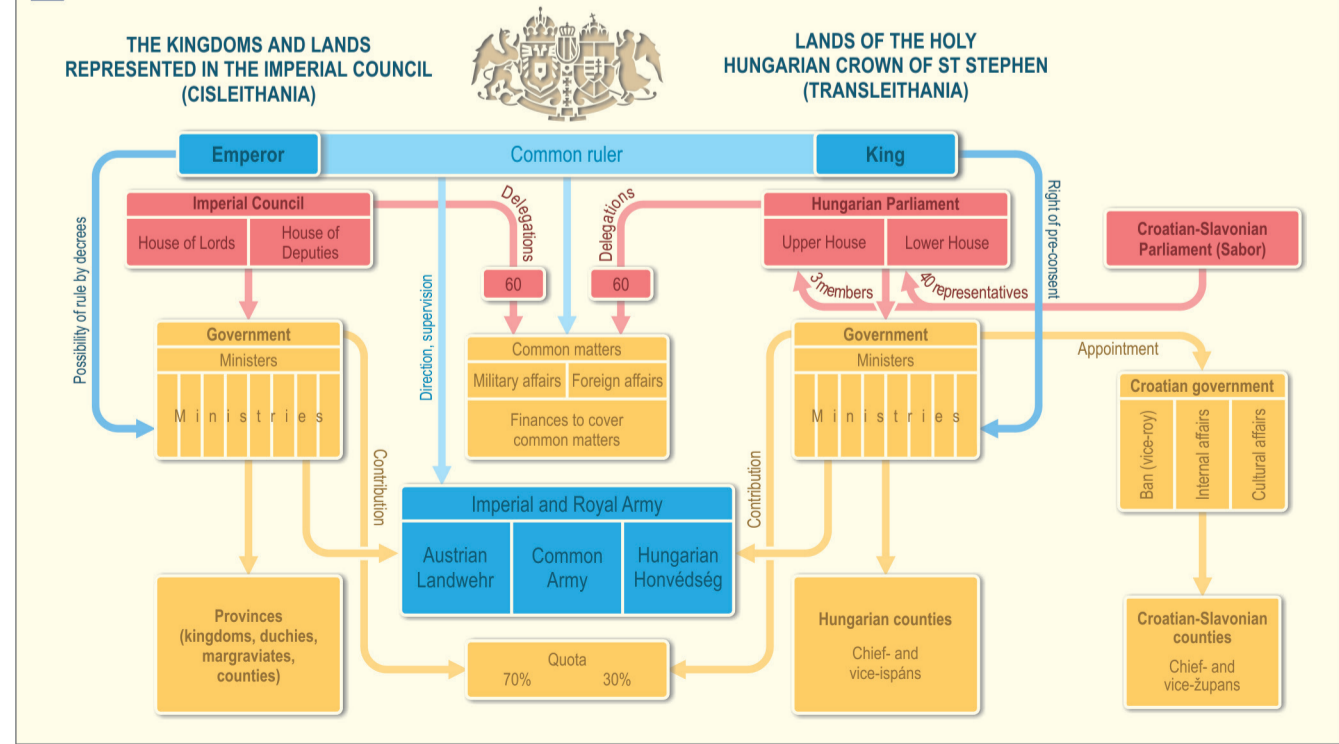 THE KINGDOMS AND LANDS
REPRESENTED IN THE IMPERIAL COUNCIL
(CISLEITHANIA)
LANDS OF THE HOLY
HUNGARIAN CROWN OF ST STEPHEN
(TRANSLEITHANIA)
Emperor
Common ruler
King
Possibility of rule by decrees
Imperial Council
House of Lords
House of
Deputies
Delegations
60
Delegations
60
Hungarian Parliament
Upper House
Lower House
Right of pre-consent
Croatian-Slavonian
Parliament (Sabor)
3 members
40 representatives
Direction, supervision
Government
Ministers
Ministries
Common matters
Military affairs
Foreign affairs
Finances to cover
common matters
Government
Ministers
Ministries
Appointment
Croatian government
Ban (vice-roy)
Internal affairs
Cultural affairs
Contribution
Contribution
Imperial and Royal Army
Austrian
Landwehr
Common
Army
Hungarian
Honvédség
Provinces
(kingdoms, duchies,
margraviates,
counties)
Quota
70% 30%
Hungarian counties
Chief- and
vice-ispáns
Croatian-Slavonian
counties
Chief- and
vice-župans